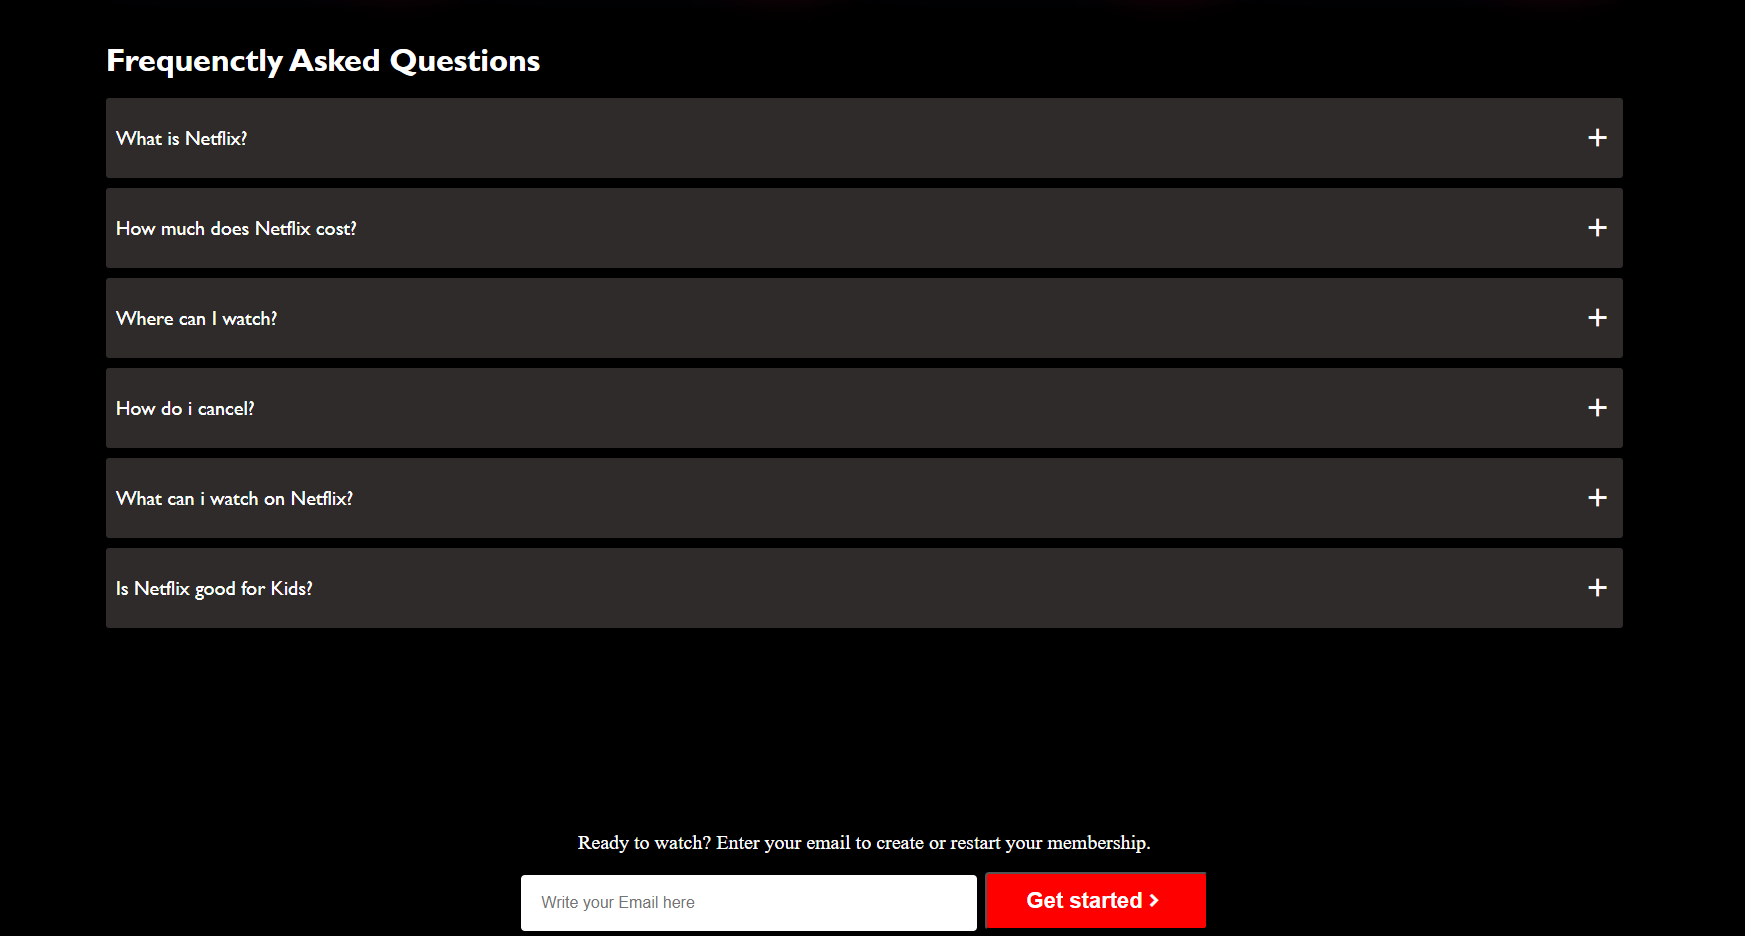 Frequenctly Asked Questions
What is Netflix?
How much does Netflix cost?
Where can I watch?
How do i cancel?
What can i watch on Netflix?
Is Netflix good for Kids?
Ready to watch? Enter your email to create or restart your membership.
Write your Email here
Get started